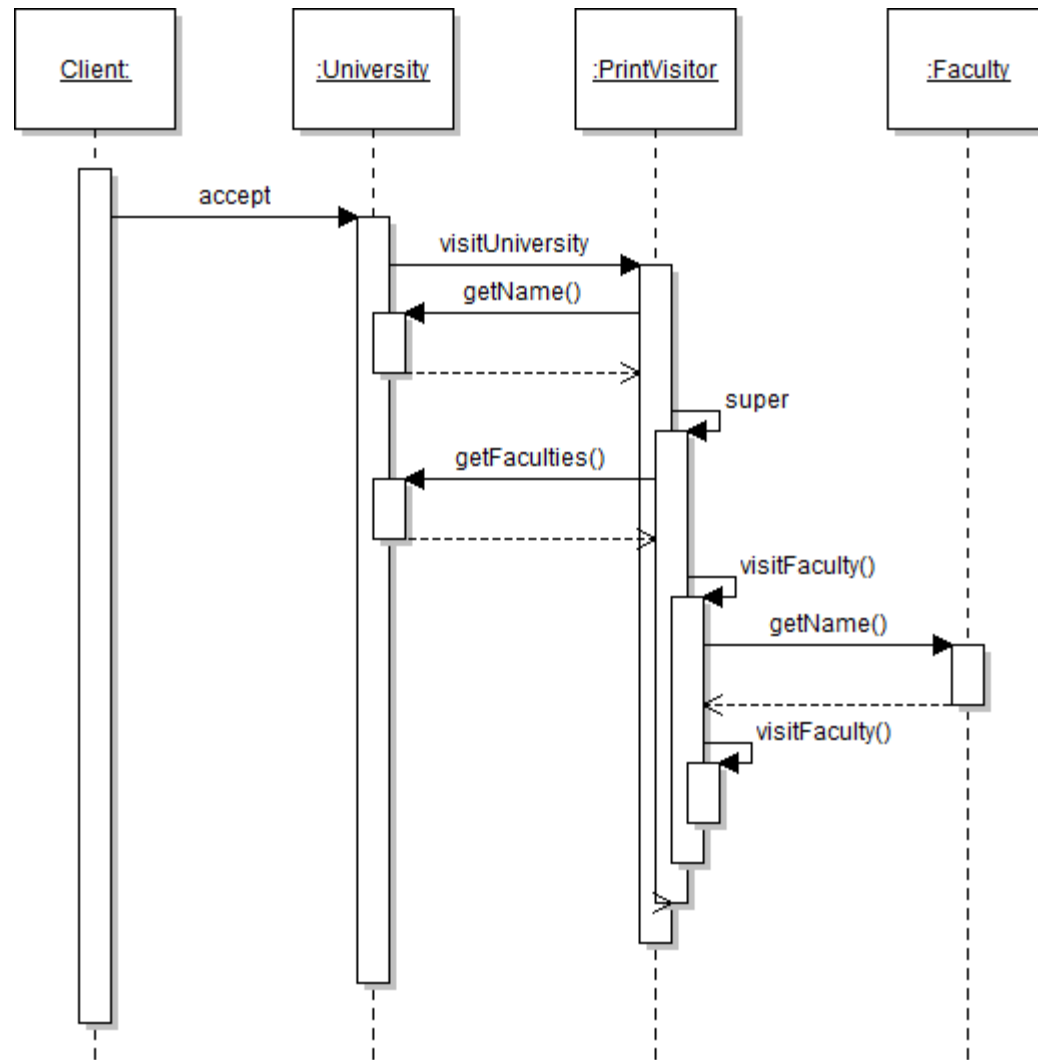 Client:
:University
:PrintVisitor
:Faculty
accept
visitUniversity
getName()
super
getFaculties()
visitFaculty()
getName()
visitFaculty()